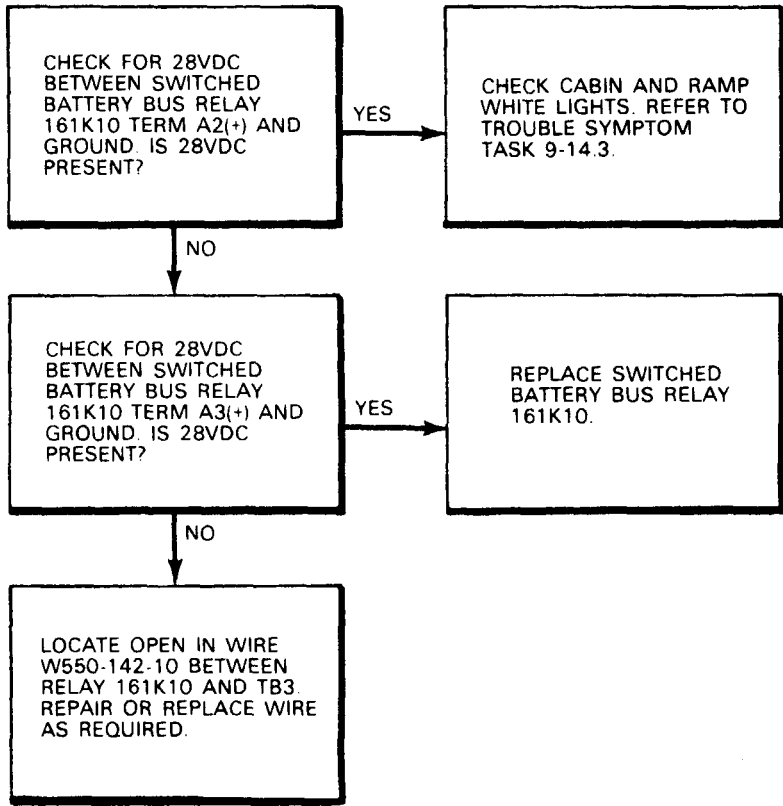 CHECK FOR 28VDC
BETWEEN SWITCHED
BATTERY BUS RELAY
161K10 TERM A2(+) AND
GROUND. IS 28VDC
PRESENT?
YES
CHECK CABIN AND RAMP
WHITE LIGHTS. REFER TO
TROUBLE SYMPTOM
TASK 9-14.3.
NO
CHECK FOR 28VDC
BETWEEN SWITCHED
BATTERY BUS RELAY
161K10 TERM A3(+) AND
GROUND. IS 28VDC
PRESENT?
YES
REPLACE SWITCHED
BATTERY BUS RELAY
161K10.
NO
LOCATE OPEN IN WIRE
W550-142-10 BETWEEN
RELAY 161K10 AND TB3.
REPAIR OR REPLACE WIRE
AS REQUIRED.